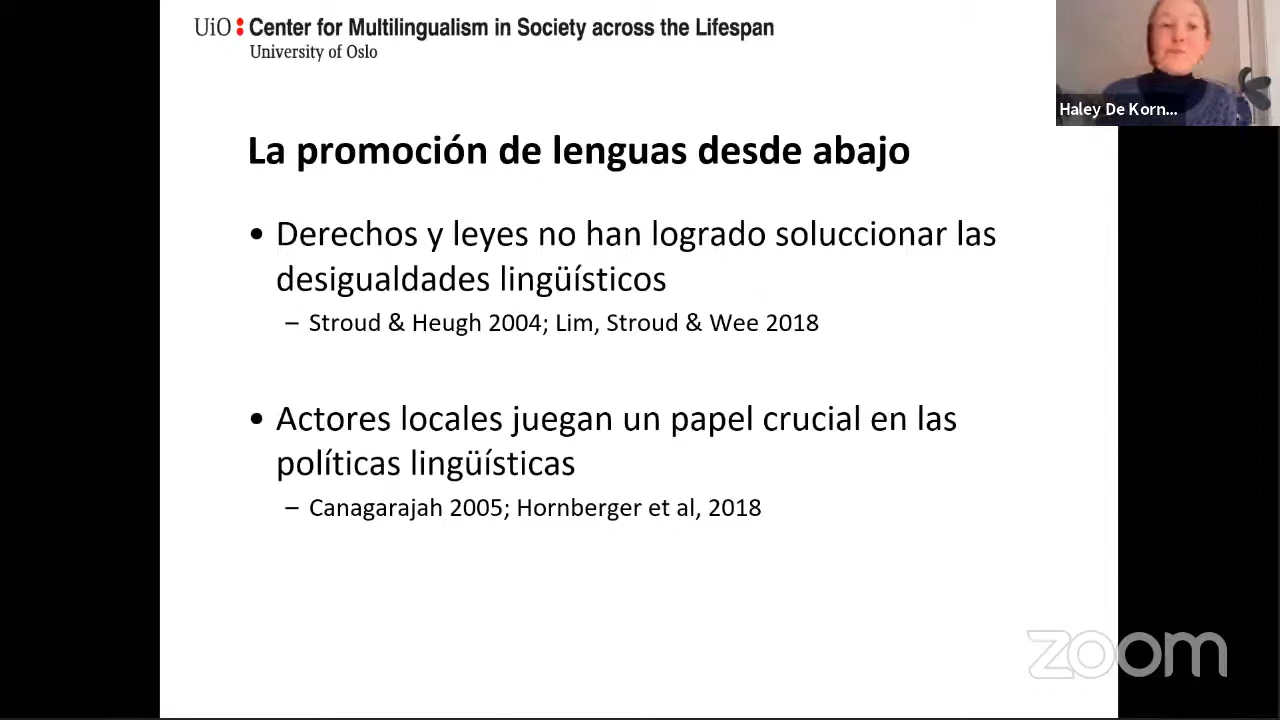 UiO: Center for Multilingualism in Society across the Lifespan
University of Oslo
Haley De Korn...
La promoción de lenguas desde abajo
• Derechos y leyes no han logrado soluccionar las
desigualdades lingüísticos
– Stroud & Heugh 2004; Lim, Stroud & Wee 2018
• Actores locales juegan un papel crucial en las
políticas lingüísticas
– Canagarajah 2005; Hornberger et al, 2018
zoom